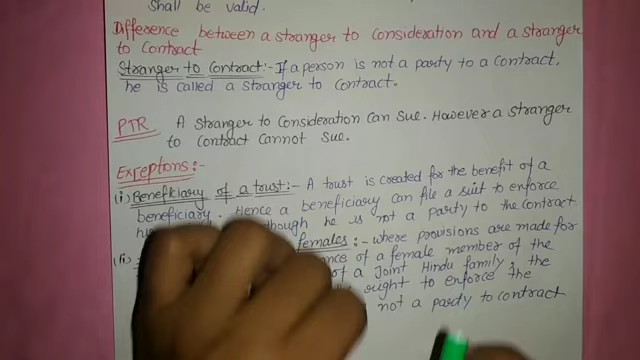 Shall be valid.
Difference between a stranger to consideration and a stranger
to Contract
Stranger to contract:- If a person is not a party to a contract,
he is called a stranger to contract.
PTR A Stranger to Consideration Can sue. However a stranger
to contract cannot sue.
Exceptions:-
(i) Beneficiary of a trust:- A trust is created for the benefit of a
beneficiary. Hence a beneficiary can file a suit to enforce
though he is not a party to the contract
(ii) females:- where provisions are made for
of a female member of the
of a Joint Hindu family, the
right to enforce the
not a party to contract